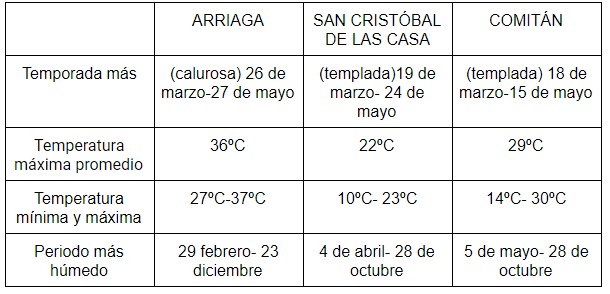 ARRIAGA
SAN CRISTÓBAL
DE LAS CASA
COMITÁN
Temporada más
(calurosa) 26 de
marzo-27 de mayo
(templada)19 de
marzo- 24 de
mayo
(templada) 18 de
marzo-15 de mayo
Temperatura
máxima promedio
36ºC
22ºC
29ºC
Temperatura
mínima y máxima
27ºC-37ºC
10ºC- 23ºC
14ºC- 30ºC
Periodo más
húmedo
29 febrero- 23
diciembre
4 de abril- 28 de
octubre
5 de mayo- 28 de
octubre